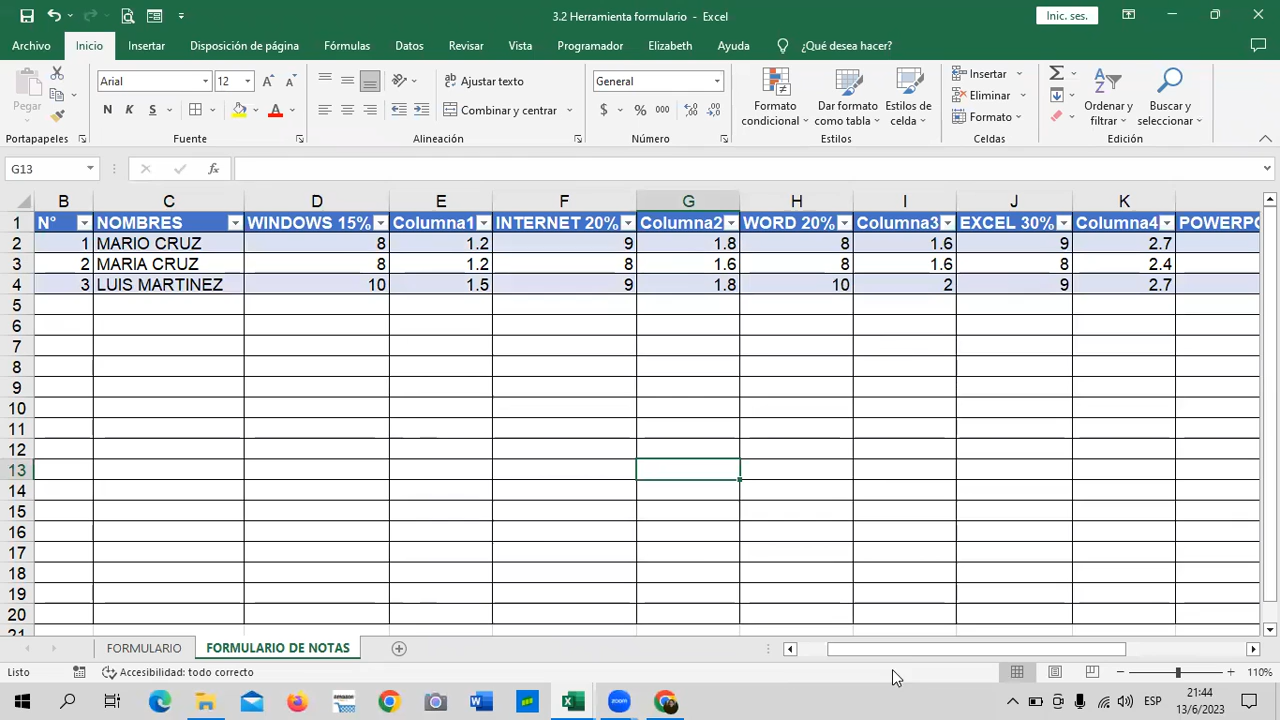 3.2 Herramienta formulario - Excel
Inic. ses.
Archivo Inicio Insertar Disposición de página Fórmulas Datos Revisar Vista Programador Elizabeth Ayuda ¿Qué desea hacer?
Pegar
Arial 12
N K S
Ajustar texto
Combinar y centrar
General
$ % 000
Formato condicional
Dar formato como tabla
Estilos de celda
Insertar
Eliminar
Formato
Ordenar y filtrar
Buscar y seleccionar
Portapapeles Fuente Alineación Número Estilos Celdas Edición
G13 fx
B C D E F G H I J K
1 N° NOMBRES WINDOWS 15% Columna1 INTERNET 20% Columna2 WORD 20% Columna3 EXCEL 30% Columna4 POWERPO
2 1 MARIO CRUZ 8 1.2 9 1.8 8 1.6 9 2.7
3 2 MARIA CRUZ 8 1.2 8 1.6 8 1.6 8 2.4
4 3 LUIS MARTINEZ 10 1.5 9 1.8 10 2 9 2.7
5
6
7
8
9
10
11
12
13
14
15
16
17
18
19
20
21
FORMULARIO FORMULARIO DE NOTAS
Listo Accesibilidad: todo correcto 110%
zoom
ESP
21:44
13/6/2023